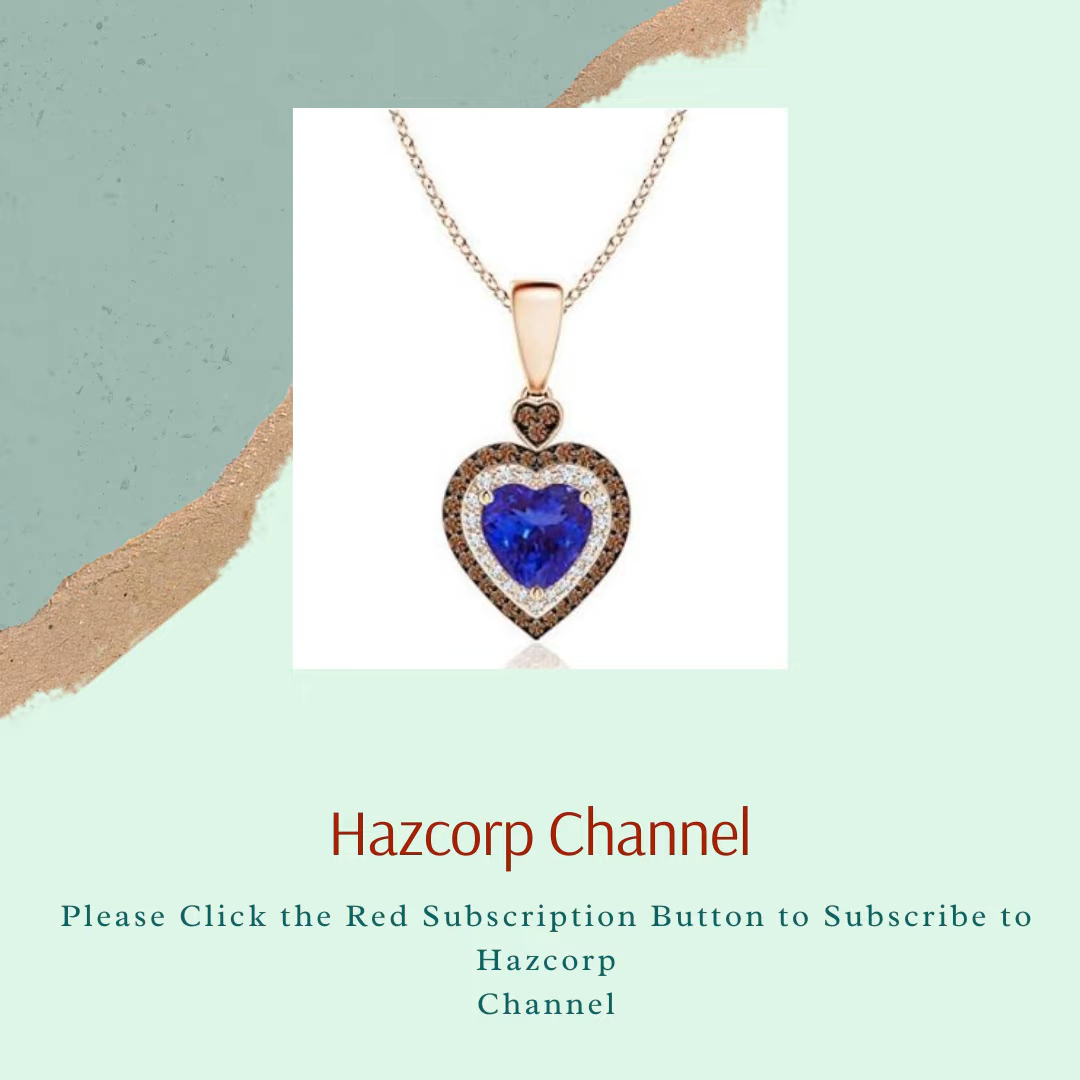 Hazcorp Channel
Please Click the Red Subscription Button to Subscribe to
Hazcorp
Channel